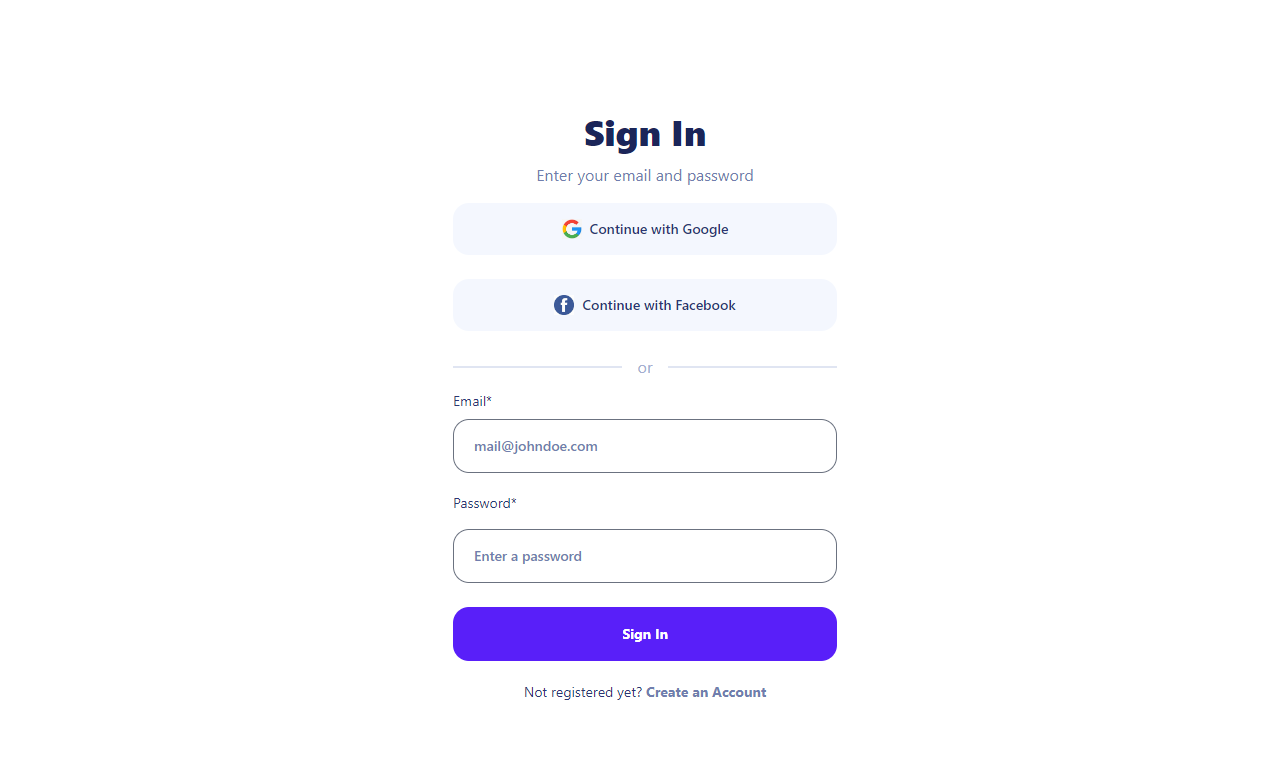 Sign In
Enter your email and password
Continue with Google
Continue with Facebook
or
Email*
mail@johndoe.com
Password*
Enter a password
Sign In
Not registered yet? Create an Account